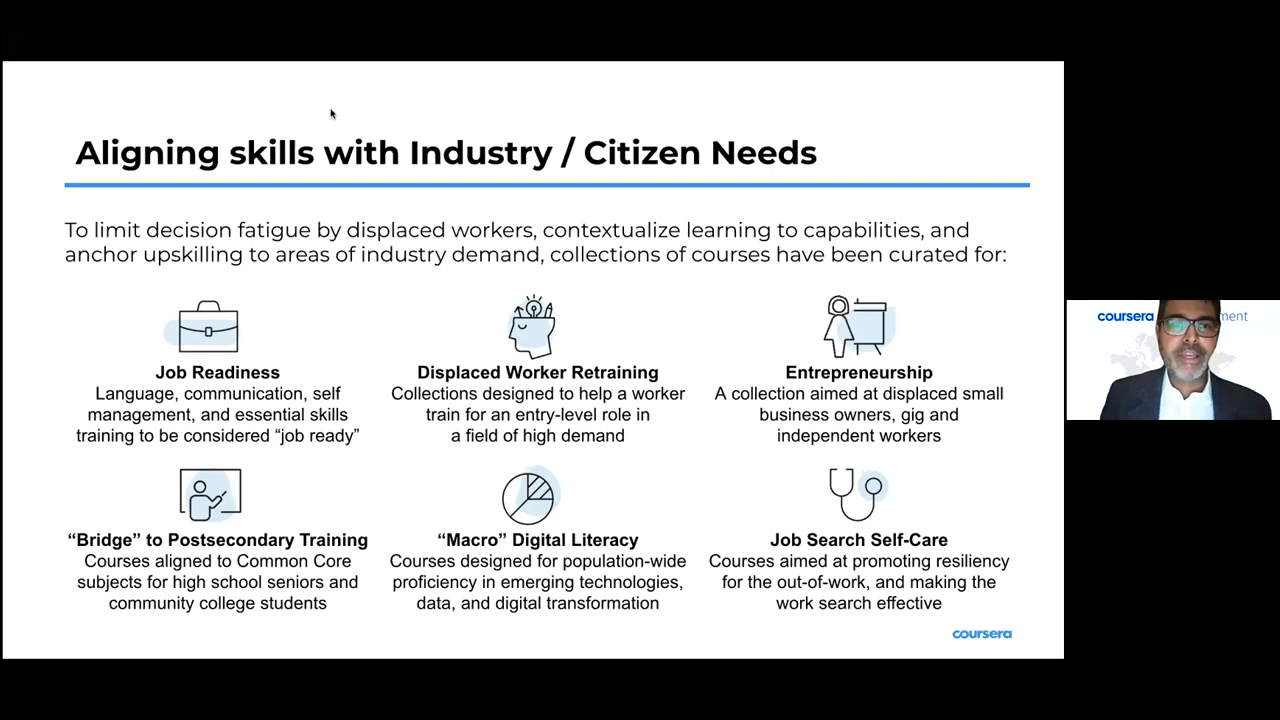 Aligning skills with Industry / Citizen Needs
To limit decision fatigue by displaced workers, contextualize learning to capabilities, and
anchor upskilling to areas of industry demand, collections of courses have been curated for:
Job Readiness
Language, communication, self
management, and essential skills
training to be considered “job ready”
Displaced Worker Retraining
Collections designed to help a worker
train for an entry-level role in
a field of high demand
Entrepreneurship
A collection aimed at displaced small
business owners, gig and
independent workers
“Bridge” to Postsecondary Training
Courses aligned to Common Core
subjects for high school seniors and
community college students
“Macro” Digital Literacy
Courses designed for population-wide
proficiency in emerging technologies,
data, and digital transformation
Job Search Self-Care
Courses aimed at promoting resiliency
for the out-of-work, and making the
work search effective
coursera
coursera